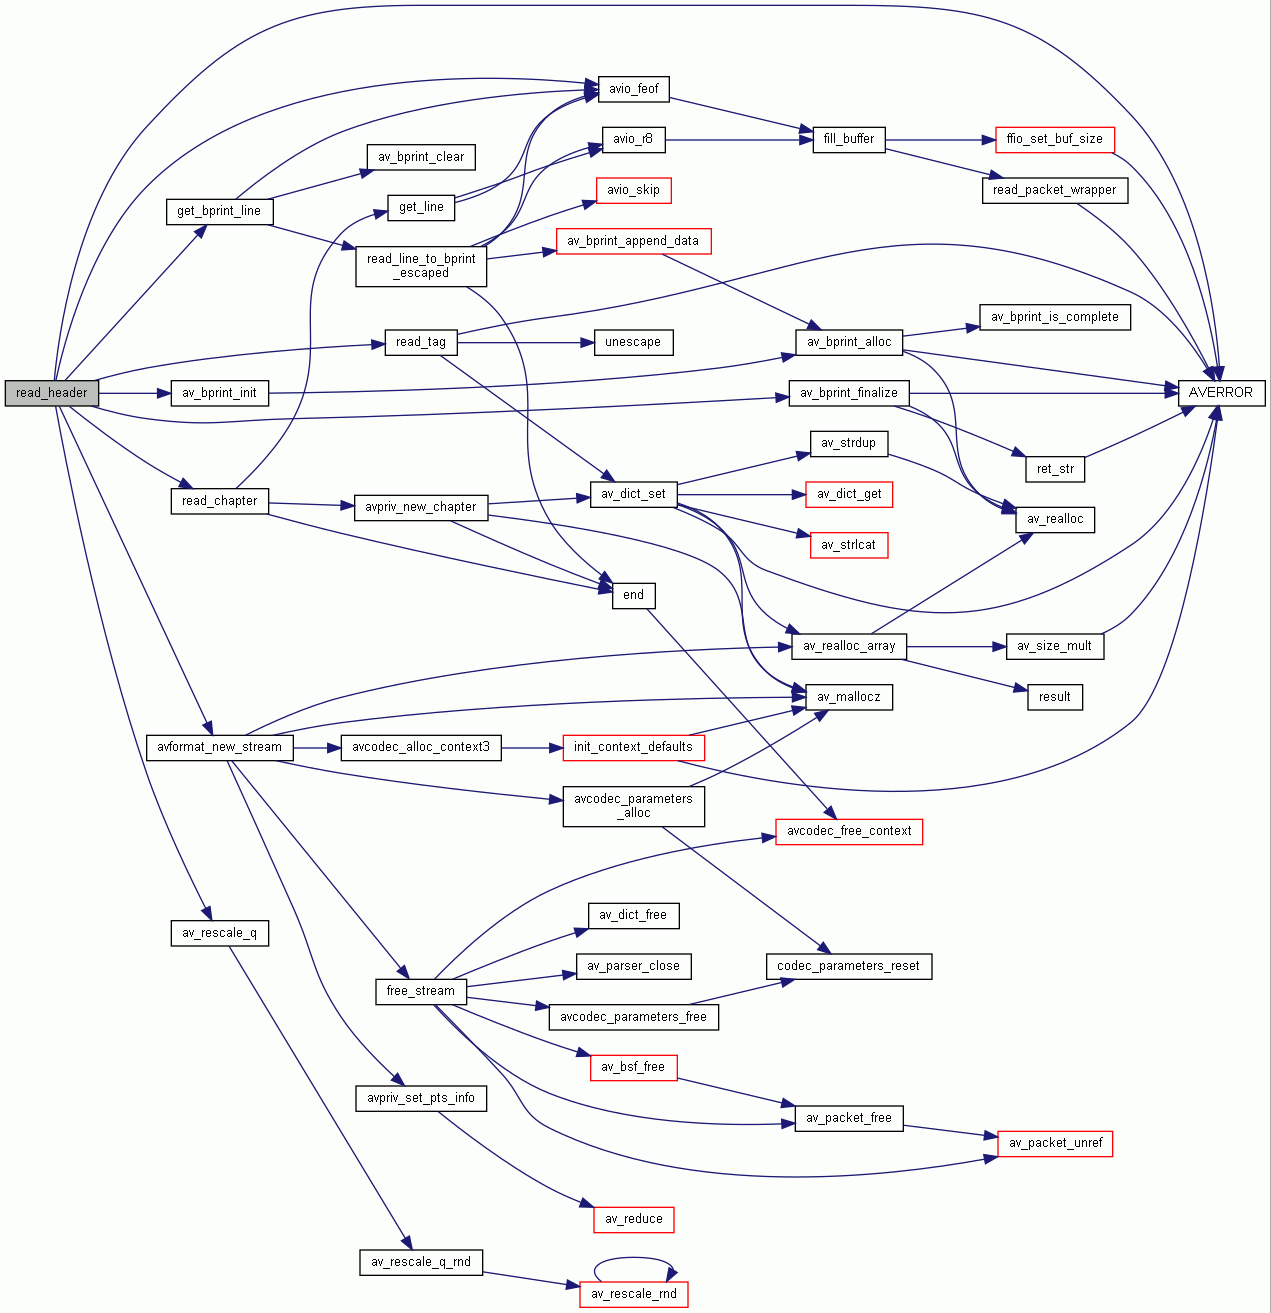 avio_feof
avio_r8
fill_buffer
ffio_set_buf_size
av_bprint_clear
avio_skip
read_packet_wrapper
get_bprint_line
get_line
read_line_to_bprint
_escaped
av_bprint_append_data
av_bprint_is_complete
read_tag
unescape
av_bprint_alloc
read_header
av_bprint_init
av_bprint_finalize
AVERROR
av_strdup
ret_str
read_chapter
avpriv_new_chapter
av_dict_set
av_dict_get
av_realloc
av_strlcat
end
av_realloc_array
av_size_mult
av_mallocz
result
avformat_new_stream
avcodec_alloc_context3
init_context_defaults
avcodec_parameters
_alloc
avcodec_free_context
av_dict_free
av_rescale_q
av_parser_close
codec_parameters_reset
free_stream
avcodec_parameters_free
av_bsf_free
avpriv_set_pts_info
av_packet_free
av_packet_unref
av_reduce
av_rescale_q_rnd
av_rescale_rnd